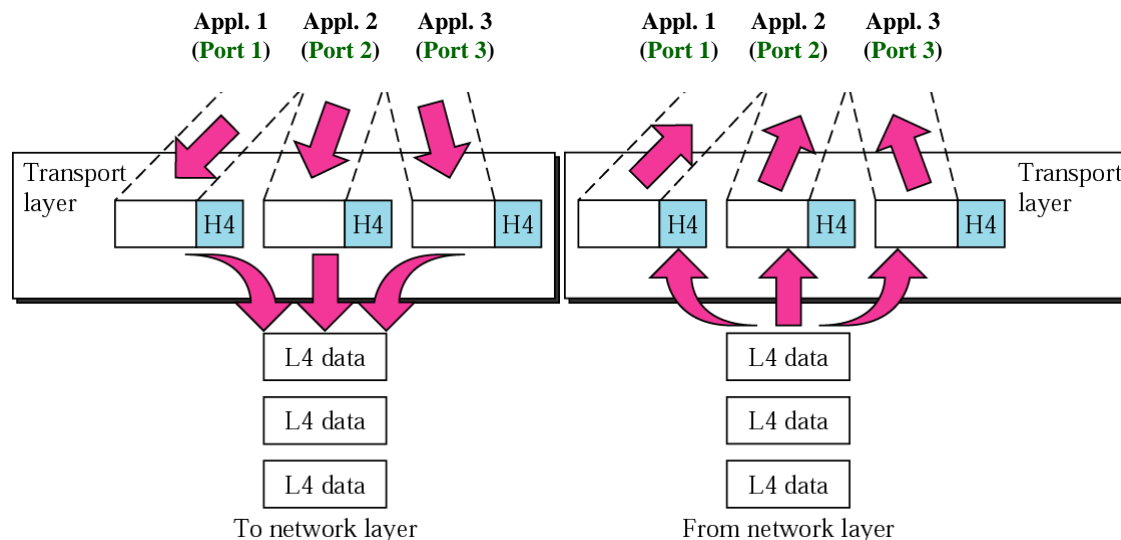 Appl. 1 Appl. 2 Appl. 3
(Port 1) (Port 2) (Port 3)
Transport
layer
H4 H4 H4
L4 data
L4 data
L4 data
To network layer
Appl. 1 Appl. 2 Appl. 3
(Port 1) (Port 2) (Port 3)
Transport
layer
H4 H4 H4
L4 data
L4 data
L4 data
From network layer